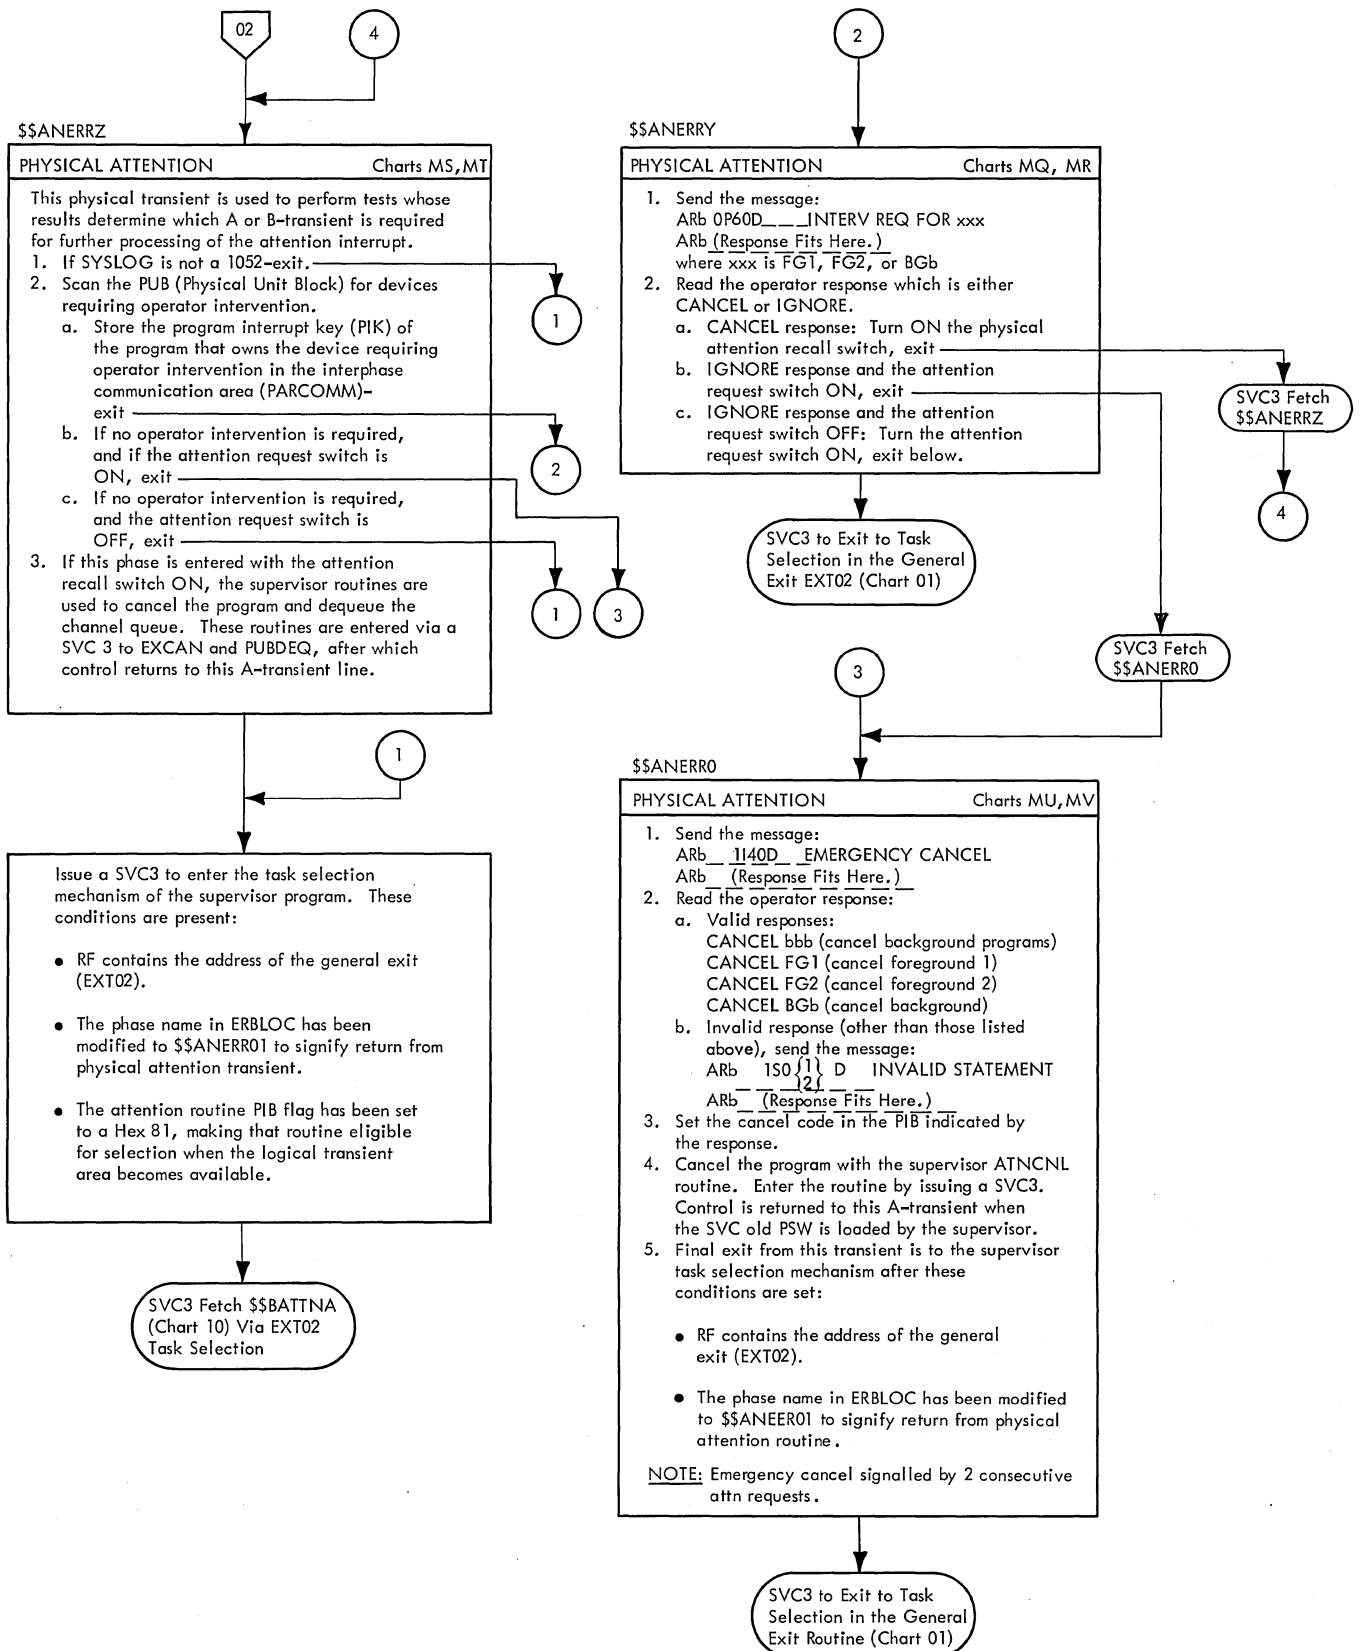 02
4
$$ANERRZ
PHYSICAL ATTENTION Charts MS,MT
This physical transient is used to perform tests whose
results determine which A or B-transient is required
for further processing of the attention interrupt.
1. If SYSLOG is not a 1052-exit.
2. Scan the PUB (Physical Unit Block) for devices
requiring operator intervention.
a. Store the program interrupt key (PIK) of
the program that owns the device requiring
operator intervention in the interphase
communication area (PARCOMM)-
exit
b. If no operator intervention is required,
and if the attention request switch is
ON, exit
c. If no operator intervention is required,
and the attention request switch is
OFF, exit
3. If this phase is entered with the attention
recall switch ON, the supervisor routines are
used to cancel the program and dequeue the
channel queue. These routines are entered via a
SVC 3 to EXCAN and PUBDEQ, after which
control returns to this A-transient line.
1
2
1
3
1
Issue a SVC3 to enter the task selection
mechanism of the supervisor program. These
conditions are present:
• RF contains the address of the general exit
(EXT02).
• The phase name in ERBLOC has been
modified to $$ANERR01 to signify return from
physical attention transient.
• The attention routine PIB flag has been set
to a Hex 81, making that routine eligible
for selection when the logical transient
area becomes available.
SVC3 Fetch $$BATTNA
(Chart 10) Via EXT02
Task Selection
2
$$ANERRY
PHYSICAL ATTENTION Charts MQ, MR
1. Send the message:
ARb 0P60D___INTERV REQ FOR xxx
ARb (Response Fits Here.)
where xxx is FG1, FG2, or BGb
2. Read the operator response which is either
CANCEL or IGNORE.
a. CANCEL response: Turn ON the physical
attention recall switch, exit
b. IGNORE response and the attention
request switch ON, exit
c. IGNORE response and the attention
request switch OFF: Turn the attention
request switch ON, exit below.
SVC3 Fetch
$$ANERRZ
4
SVC3 to Exit to Task
Selection in the General
Exit EXT02 (Chart 01)
SVC3 Fetch
$$ANERR0
3
$$ANERR0
PHYSICAL ATTENTION Charts MU,MV
1. Send the message:
ARb__1I40D__EMERGENCY CANCEL
ARb__(Response Fits Here.)
2. Read the operator response:
a. Valid responses:
CANCEL bbb (cancel background programs)
CANCEL FG1 (cancel foreground 1)
CANCEL FG2 (cancel foreground 2)
CANCEL BGb (cancel background)
b. Invalid response (other than those listed
above), send the message:
ARb 1S0{1} D INVALID STATEMENT
{2}
ARb__(Response Fits Here.)
3. Set the cancel code in the PIB indicated by
the response.
4. Cancel the program with the supervisor ATNCNL
routine. Enter the routine by issuing a SVC3.
Control is returned to this A-transient when
the SVC old PSW is loaded by the supervisor.
5. Final exit from this transient is to the supervisor
task selection mechanism after these
conditions are set:
• RF contains the address of the general
exit (EXT02).
• The phase name in ERBLOC has been modified
to $$ANEER01 to signify return from physical
attention routine.
NOTE: Emergency cancel signalled by 2 consecutive
attn requests.
SVC3 to Exit to Task
Selection in the General
Exit Routine (Chart 01)